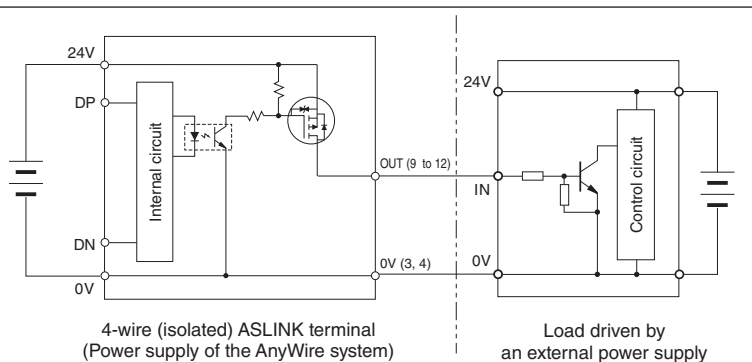 24V
DP
Internal circuit
DN
0V
OUT (9 to 12)
0V (3, 4)
24V
IN
Control circuit
0V
4-wire (isolated) ASLINK terminal
(Power supply of the AnyWire system)
Load driven by
an external power supply